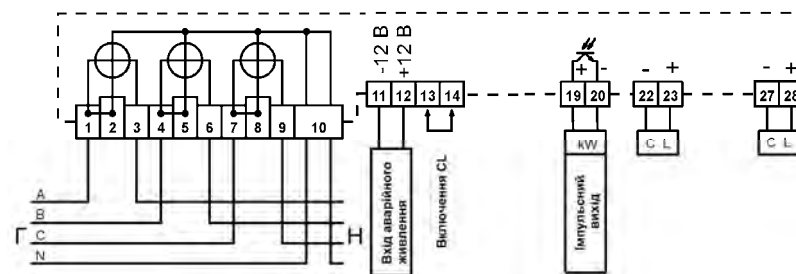 -12 В
+12 В
+ -
- +
- +
1 2 3 4 5 6 7 8 9 10
11 12 13 14
19 20
22 23
27 28
kW
C L
C L
Вхід аварійного
живлення
Включення CL
Імпульсний
вихід
A
B
Г C Н
N